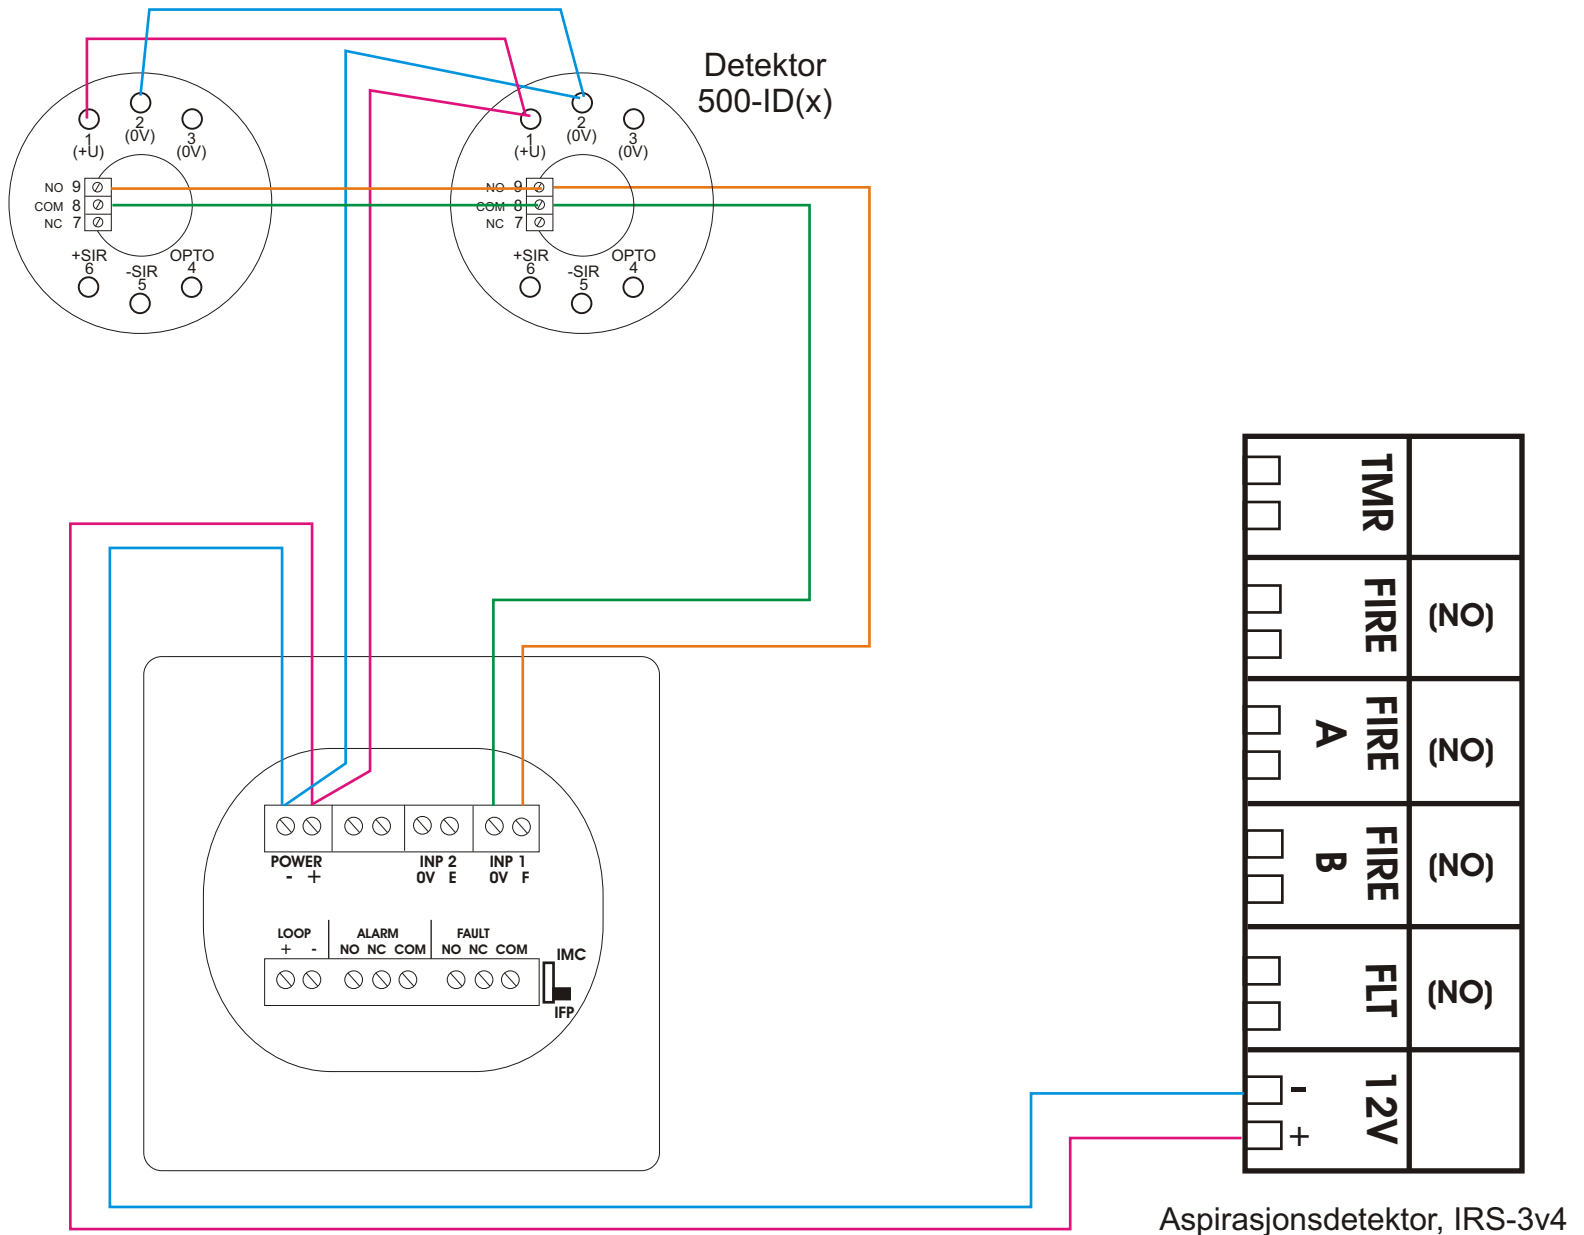 Detektor
500-ID(x)
1
(+U)
2
(0V)
3
(0V)
NO 9
COM 8
NC 7
+SIR
6
-SIR
5
OPTO
4
1
(+U)
2
(0V)
3
(0V)
NO 9
COM 8
NC 7
+SIR
6
-SIR
5
OPTO
4
TMR
FIRE (NO)
FIRE A (NO)
FIRE B (NO)
FLT (NO)
12V
-
+
POWER
- +
INP 2
0V E
INP 1
0V F
LOOP
+ -
ALARM
NO NC COM
FAULT
NO NC COM
IMC
IFP
Aspirasjonsdetektor, IRS-3v4